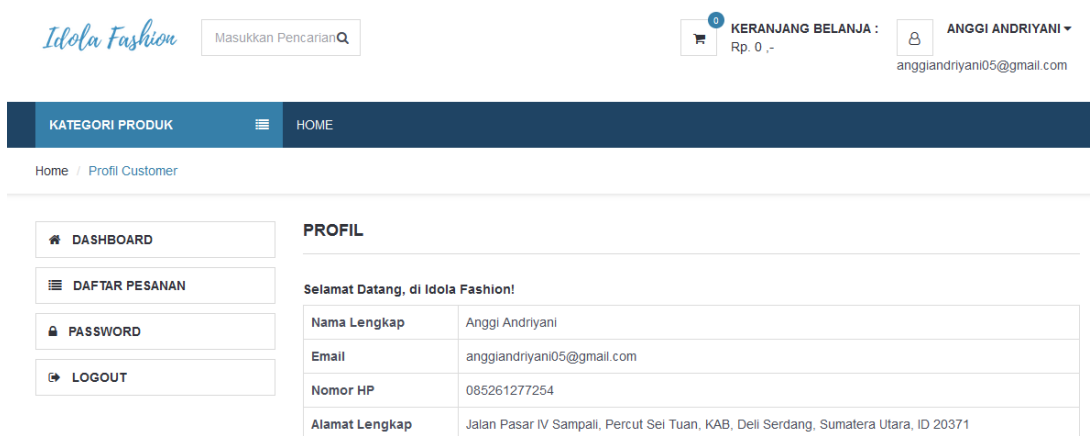 Idola Fashion
Masukkan Pencarian
0
KERANJANG BELANJA :
Rp. 0 ,-
ANGGI ANDRIYANI
anggiandriyani05@gmail.com
KATEGORI PRODUK
HOME
Home / Profil Customer
DASHBOARD
DAFTAR PESANAN
PASSWORD
LOGOUT
PROFIL
Selamat Datang, di Idola Fashion!
Nama Lengkap Anggi Andriyani
Email anggiandriyani05@gmail.com
Nomor HP 085261277254
Alamat Lengkap Jalan Pasar IV Sampali, Percut Sei Tuan, KAB, Deli Serdang, Sumatera Utara, ID 20371